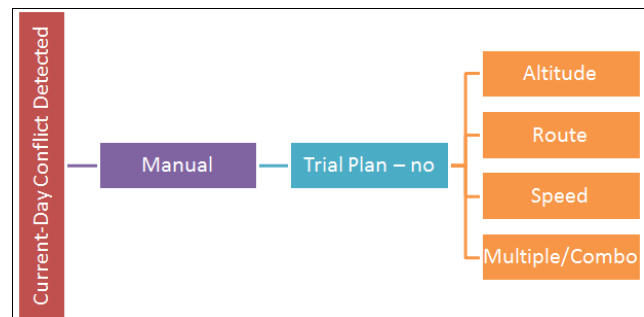 Current-Day Conflict Detected
Manual
Trial Plan – no
Altitude
Route
Speed
Multiple/Combo